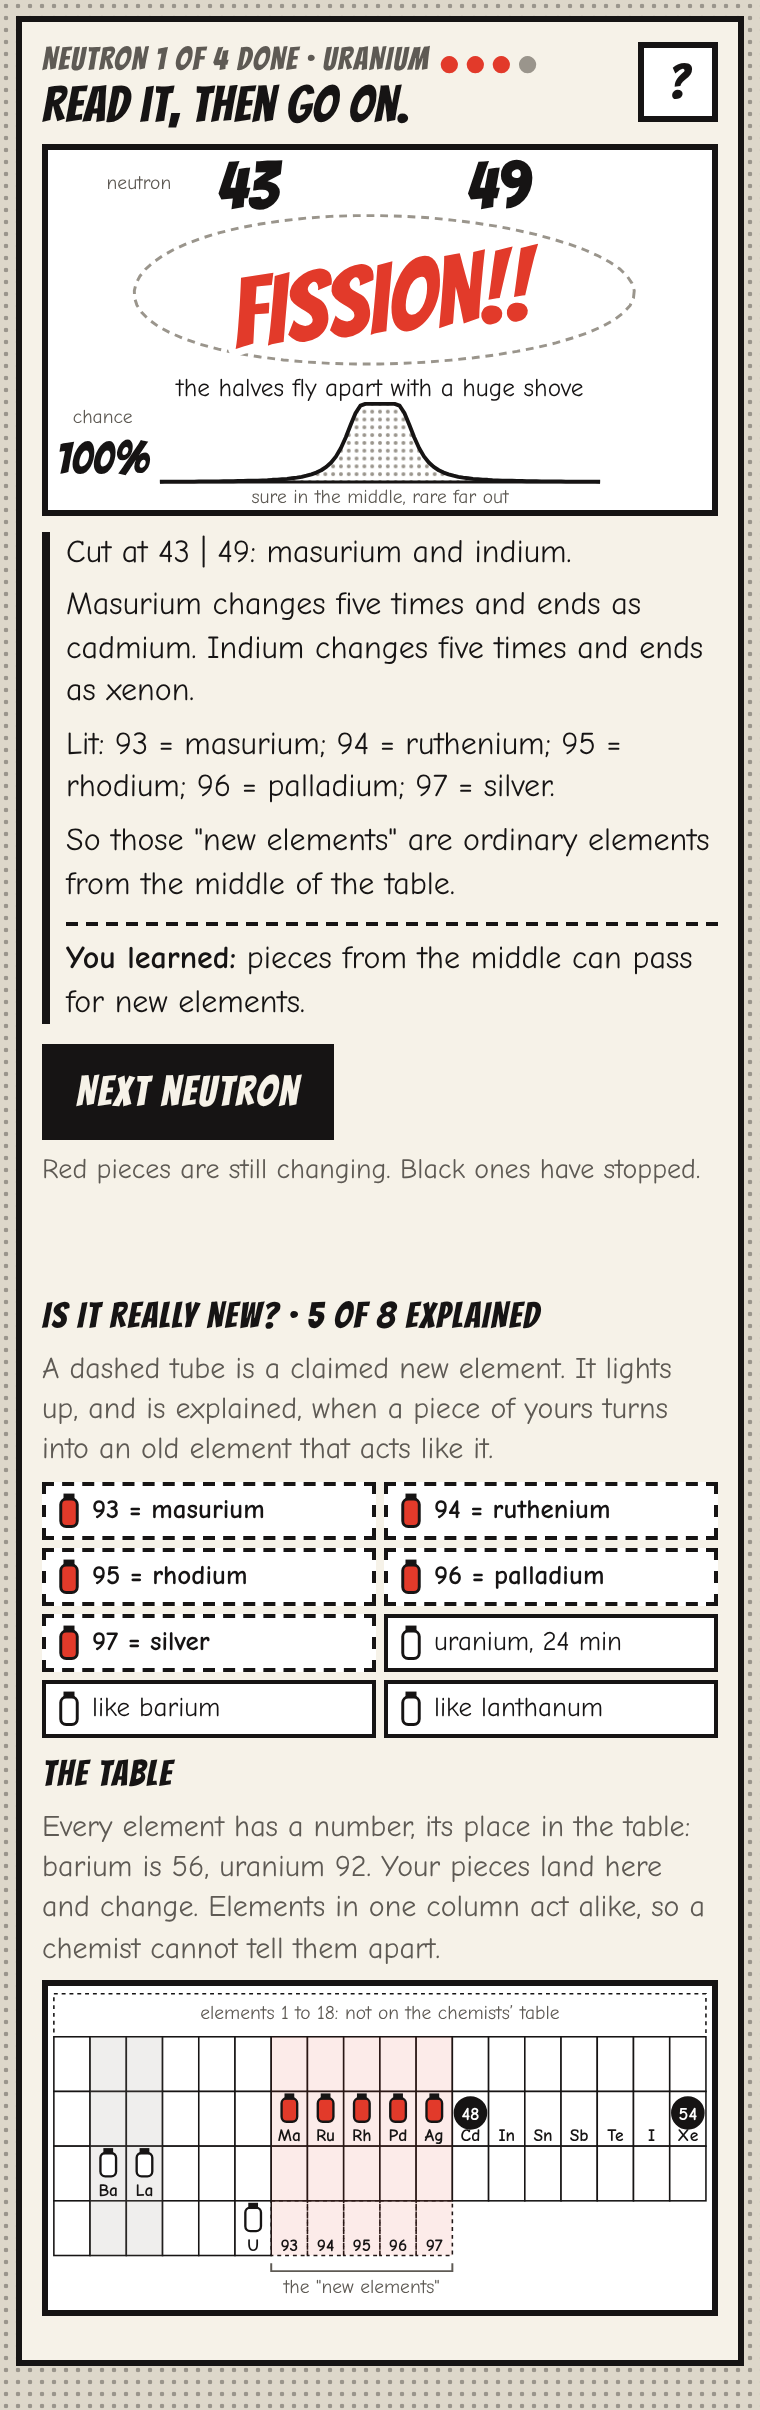 NEUTRON 1 OF 4 DONE · URANIUM
READ IT, THEN GO ON.
?
neutron
43
49
FISSION!!
the halves fly apart with a huge shove
chance
100%
sure in the middle, rare far out
Cut at 43 | 49: masurium and indium.
Masurium changes five times and ends as
cadmium. Indium changes five times and ends
as xenon.
Lit: 93 = masurium; 94 = ruthenium; 95 =
rhodium; 96 = palladium; 97 = silver.
So those "new elements" are ordinary elements
from the middle of the table.
You learned: pieces from the middle can pass
for new elements.
NEXT NEUTRON
Red pieces are still changing. Black ones have stopped.
IS IT REALLY NEW? · 5 OF 8 EXPLAINED
A dashed tube is a claimed new element. It lights
up, and is explained, when a piece of yours turns
into an old element that acts like it.
93 = masurium
94 = ruthenium
95 = rhodium
96 = palladium
97 = silver
uranium, 24 min
like barium
like lanthanum
THE TABLE
Every element has a number, its place in the table:
barium is 56, uranium 92. Your pieces land here
and change. Elements in one column act alike, so a
chemist cannot tell them apart.
elements 1 to 18: not on the chemists' table
48 54
Ma Ru Rh Pd Ag Cd In Sn Sb Te I Xe
Ba La
U 93 94 95 96 97
the "new elements"